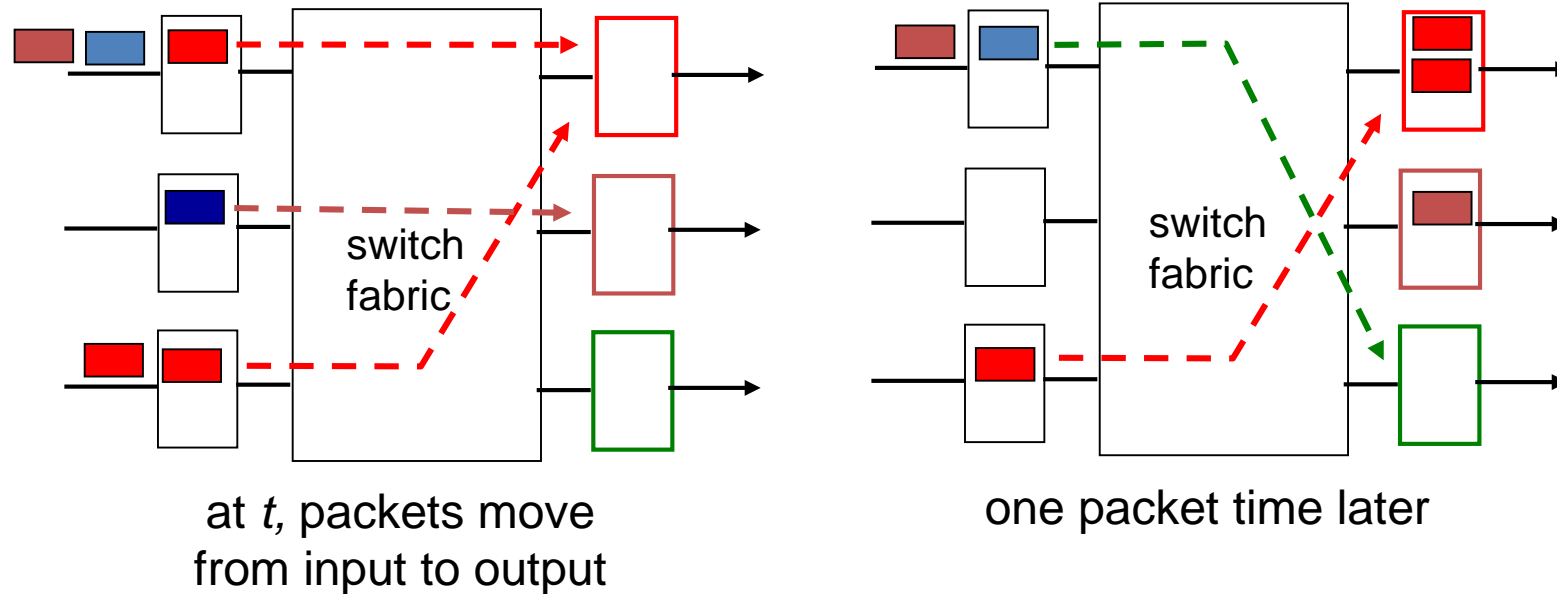 switch
fabric
at t, packets move
from input to output
switch
fabric
one packet time later